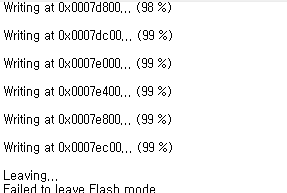 Writing at 0x0007d800... (98 %)
Writing at 0x0007dc00... (99 %)
Writing at 0x0007e000... (99 %)
Writing at 0x0007e400... (99 %)
Writing at 0x0007e800... (99 %)
Writing at 0x0007ec00... (99 %)
Leaving...
Failed to leave Flash mode